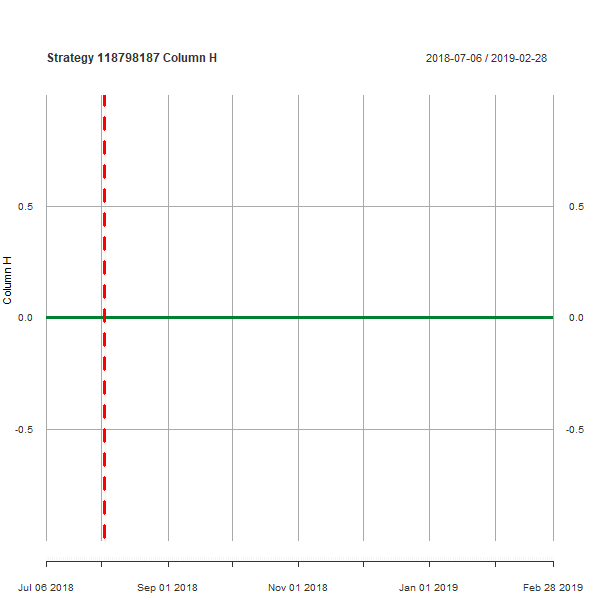 Strategy 118798187 Column H
2018-07-06 / 2019-02-28
0.5
0.5
Column H
0.0
0.0
-0.5
-0.5
Jul 06 2018
Sep 01 2018
Nov 01 2018
Jan 01 2019
Feb 28 2019